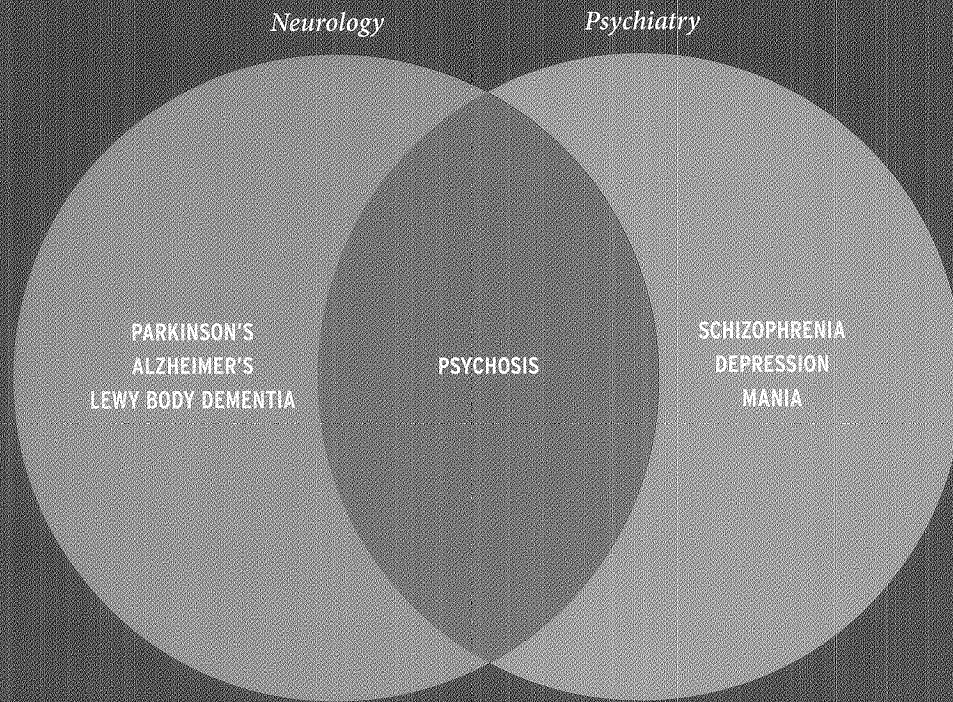 Neurology
Psychiatry
PARKINSON'S
ALZHEIMER'S
LEWY BODY DEMENTIA
PSYCHOSIS
SCHIZOPHRENIA
DEPRESSION
MANIA